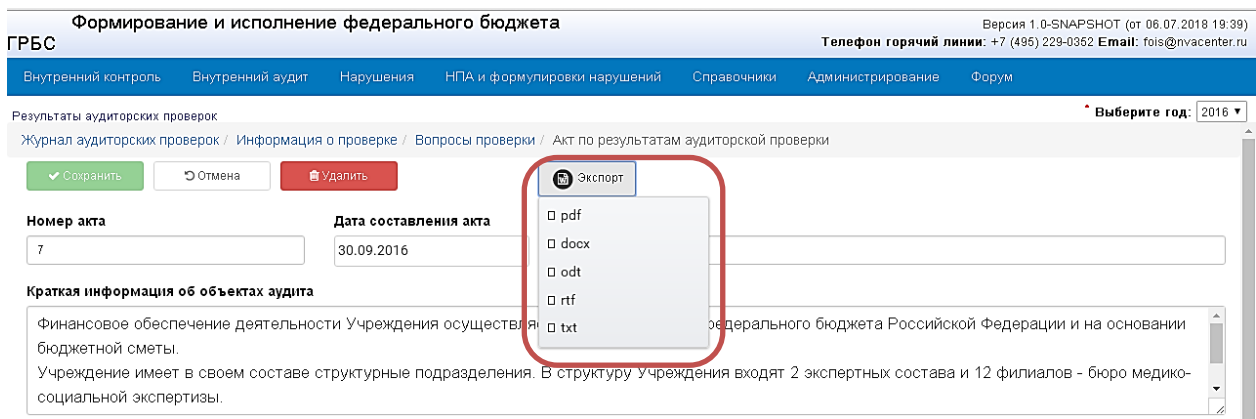 Формирование и исполнение федерального бюджета
ГРБС
Версия 1.0-SNAPSHOT (от 06.07.2018 19:39)
Телефон горячий линии: +7 (495) 229-0352 Email: fois@nvacenter.ru
Внутренний контроль Внутренний аудит Нарушения НПА и формулировки нарушений Справочники Администрирование Форум
Результаты аудиторских проверок
* Выберите год: 2016
Журнал аудиторских проверок / Информация о проверке / Вопросы проверки / Акт по результатам аудиторской проверки
Сохранить Отмена Удалить Экспорт
pdf
docx
odt
rtf
txt
Номер акта Дата составления акта
7 30.09.2016
Краткая информация об объектах аудита
Финансовое обеспечение деятельности Учреждения бюджета Российской Федерации и на основании
бюджетной сметы.
Учреждение имеет в своем составе структурные подразделения. В структуру Учреждения входят 2 экспертных состава и 12 филиалов - бюро медико-
социальной экспертизы.